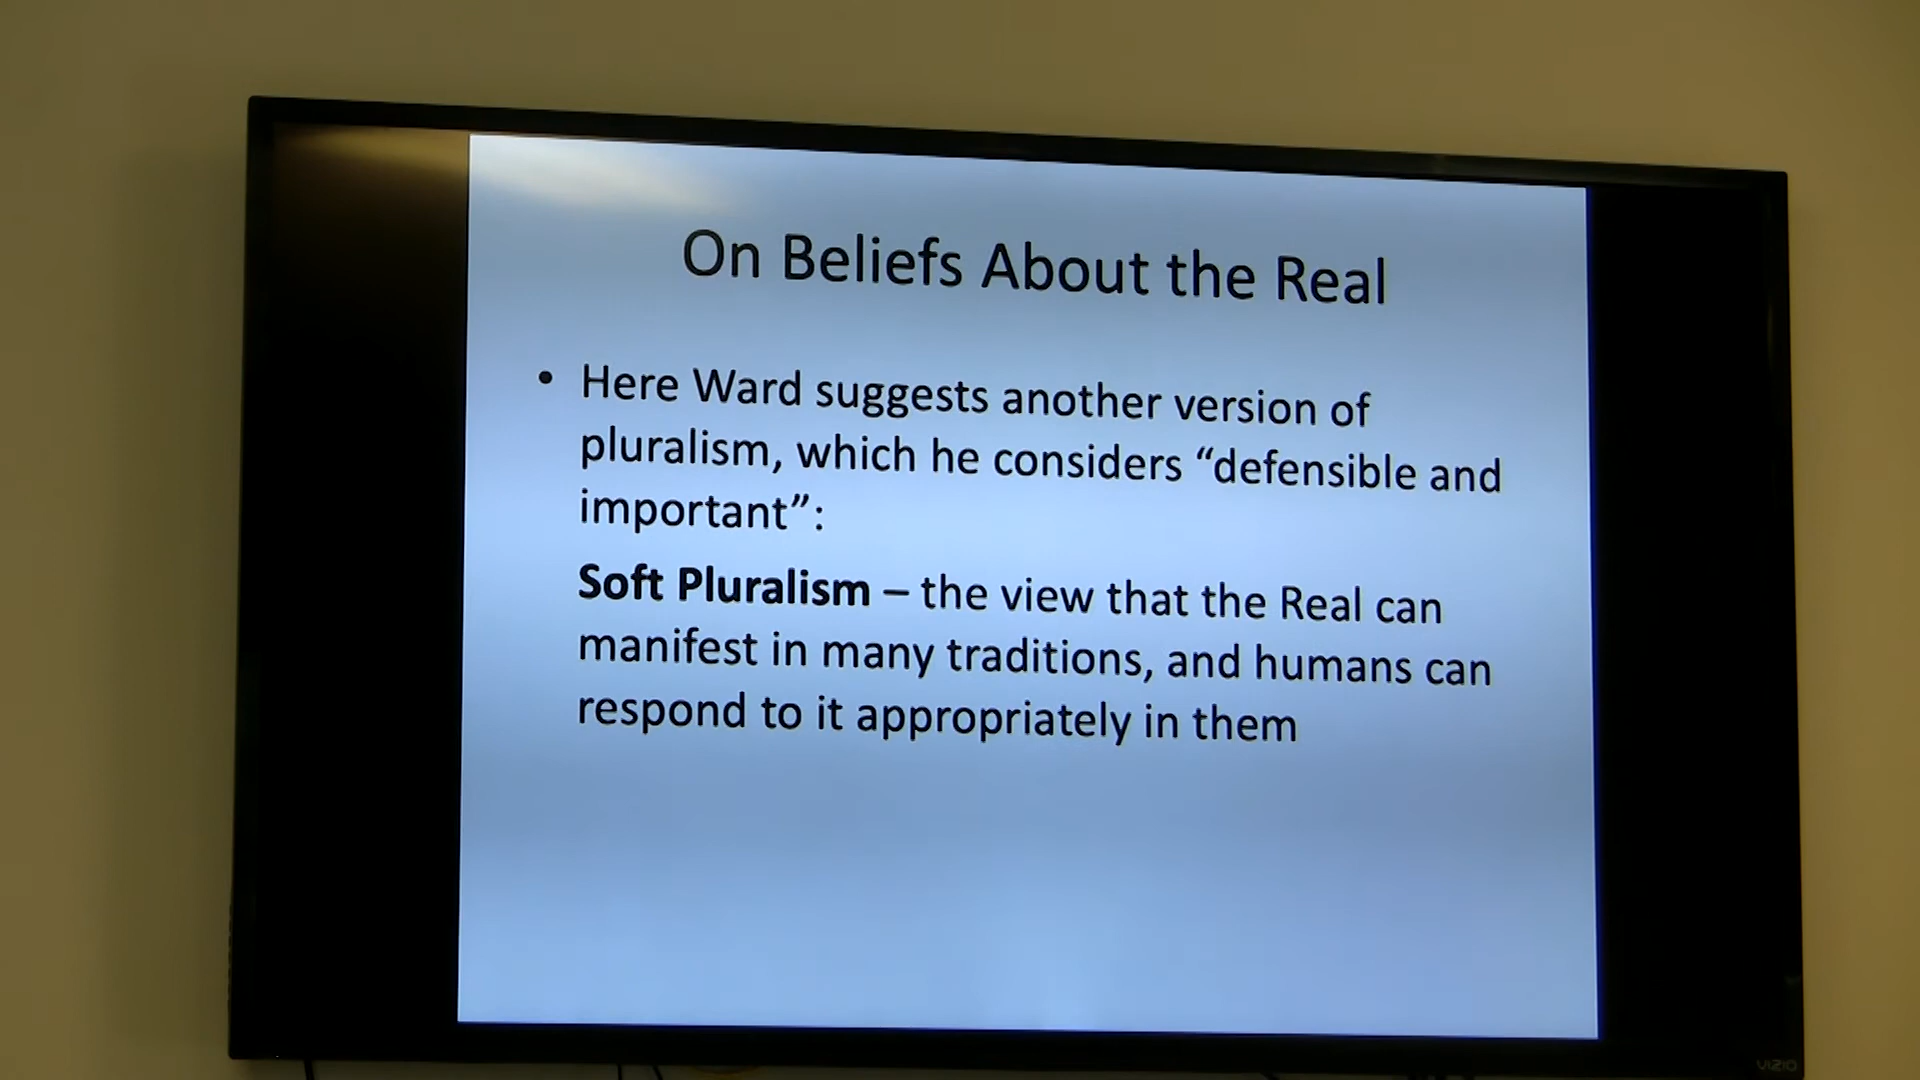 On Beliefs About the Real
• Here Ward suggests another version of
pluralism, which he considers “defensible and
important”:
Soft Pluralism – the view that the Real can
manifest in many traditions, and humans can
respond to it appropriately in them
VIZIO